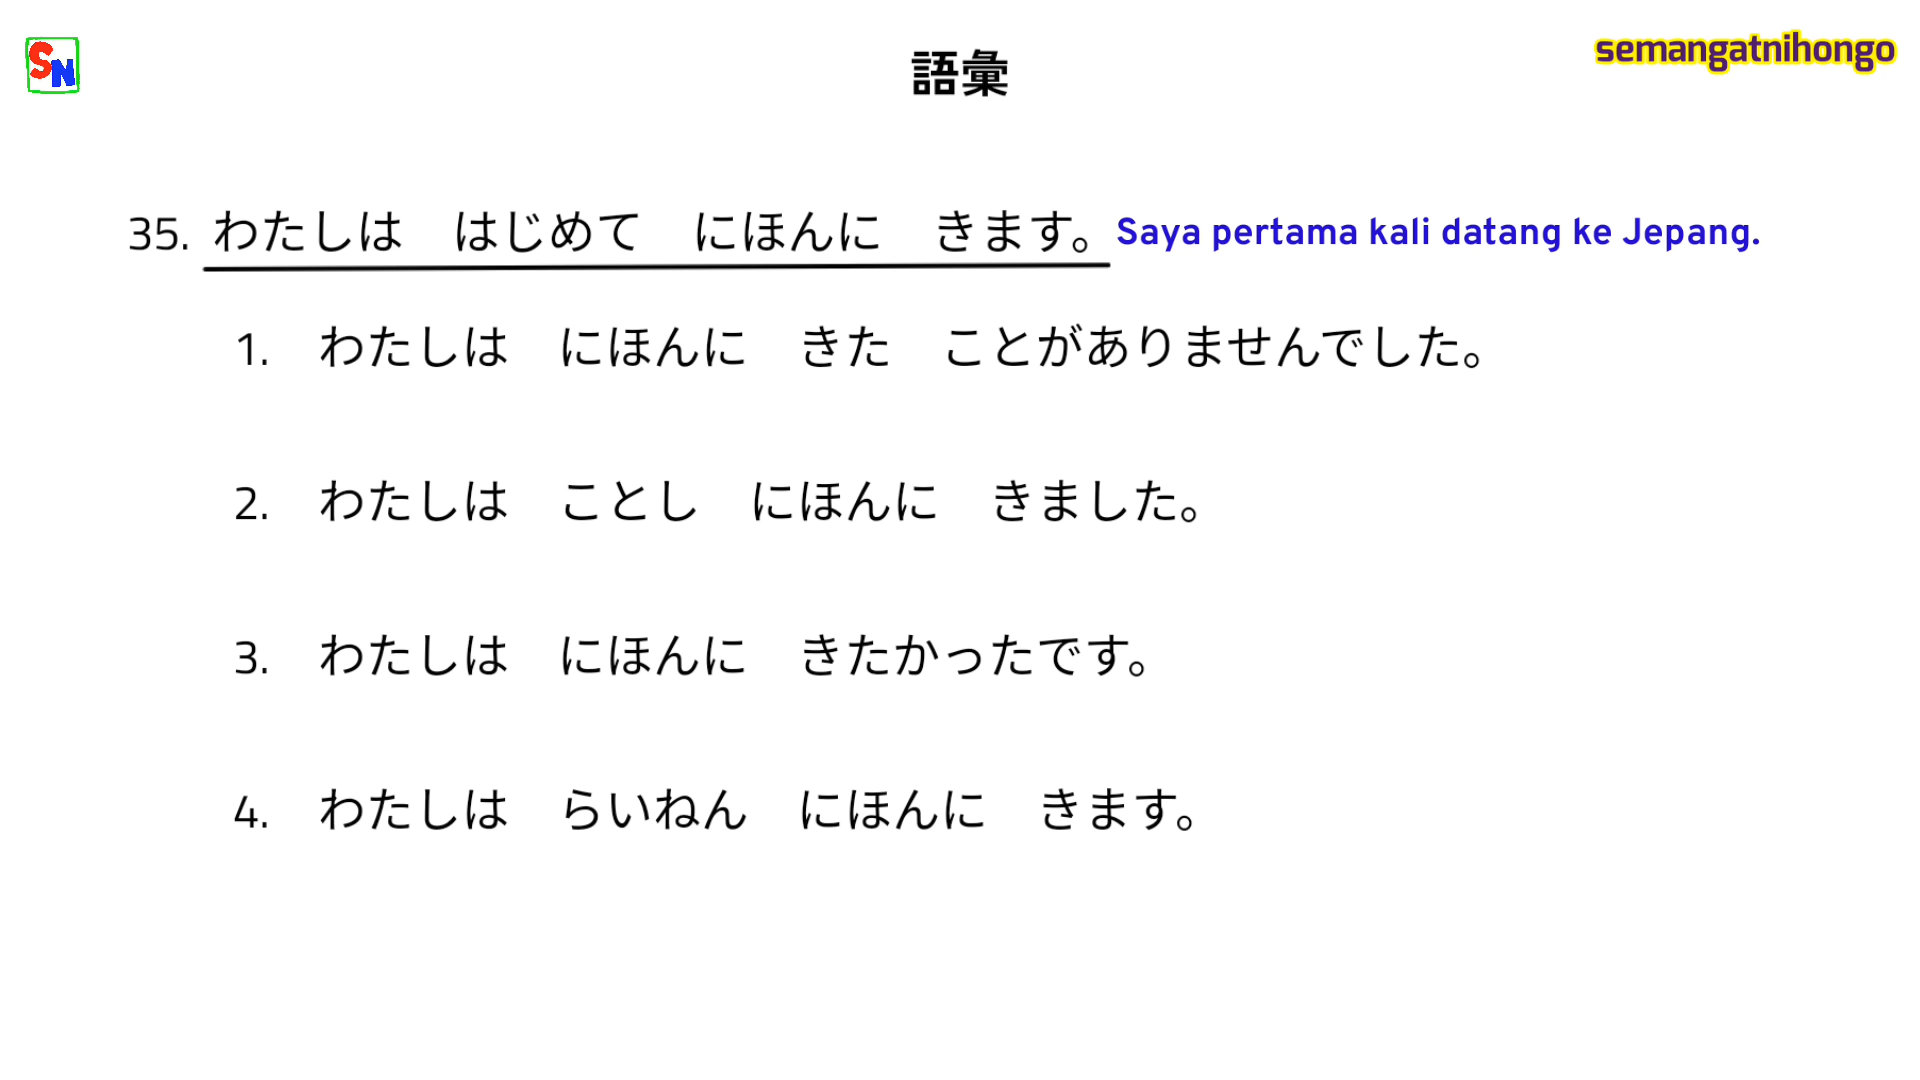 SN
語彙
semangatnihongo
35. わたしは　はじめて　にほんに　きます。 Saya pertama kali datang ke Jepang.
1.　わたしは　にほんに　きた　ことがありませんでした。
2.　わたしは　ことし　にほんに　きました。
3.　わたしは　にほんに　きたかったです。
4.　わたしは　らいねん　にほんに　きます。